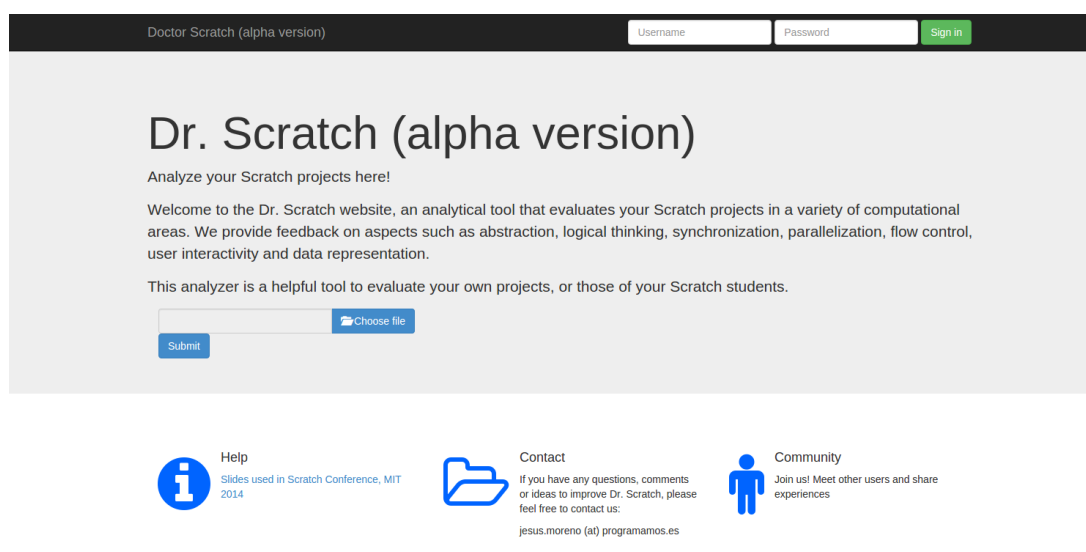 Doctor Scratch (alpha version)
Username
Password
Sign in
Dr. Scratch (alpha version)
Analyze your Scratch projects here!
Welcome to the Dr. Scratch website, an analytical tool that evaluates your Scratch projects in a variety of computational
areas. We provide feedback on aspects such as abstraction, logical thinking, synchronization, parallelization, flow control,
user interactivity and data representation.
This analyzer is a helpful tool to evaluate your own projects, or those of your Scratch students.
Choose file
Submit
Help
Slides used in Scratch Conference, MIT
2014
Contact
If you have any questions, comments
or ideas to improve Dr. Scratch, please
feel free to contact us:
jesus.moreno (at) programamos.es
Community
Join us! Meet other users and share
experiences